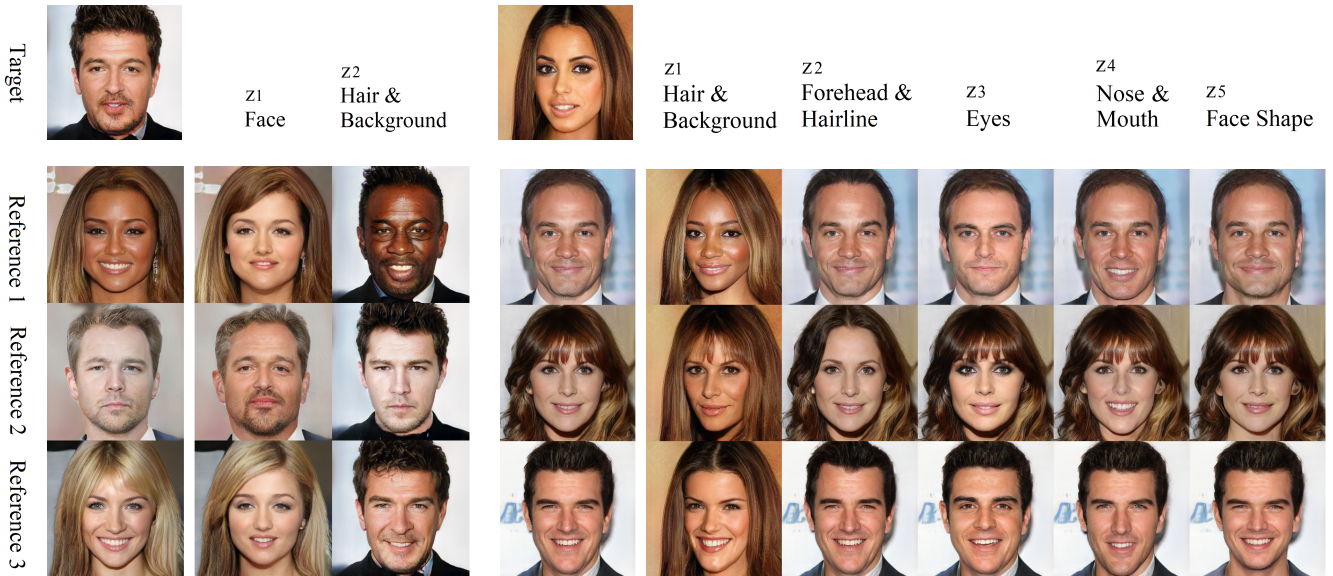 Target
z1
Face
z2
Hair &
Background
z1
Hair &
Background
z2
Forehead &
Hairline
z3
Eyes
z4
Nose &
Mouth
z5
Face Shape
Reference 1
Reference 2
Reference 3